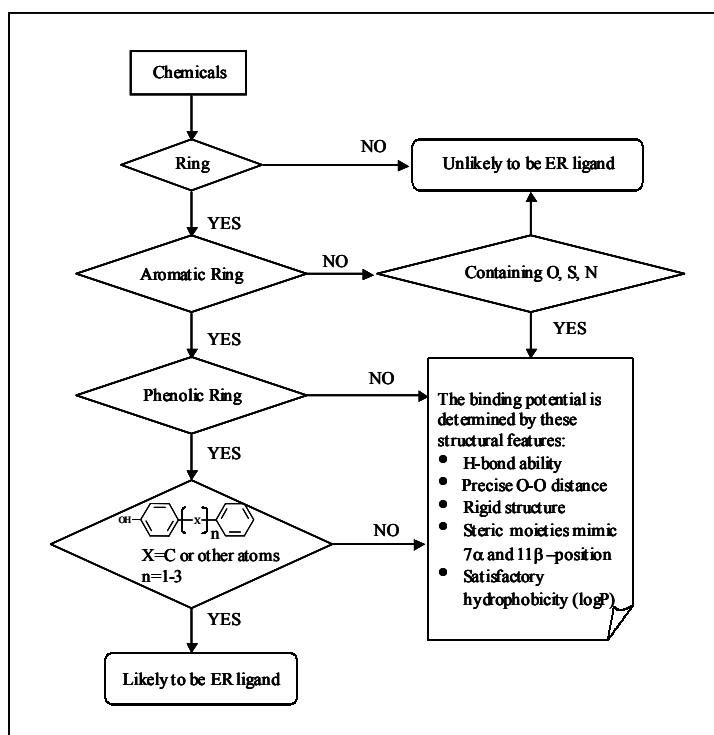 Chemicals
Ring
NO
Unlikely to be ER ligand
YES
Aromatic Ring
NO
Containing O, S, N
YES
YES
Phenolic Ring
NO
The binding potential is
determined by these
structural features:
• H-bond ability
• Precise O-O distance
• Rigid structure
• Steric moieties mimic
7α and 11β–position
• Satisfactory
hydrophobicity (logP)
YES
OH X n
X=C or other atoms
n=1-3
NO
YES
Likely to be ER ligand